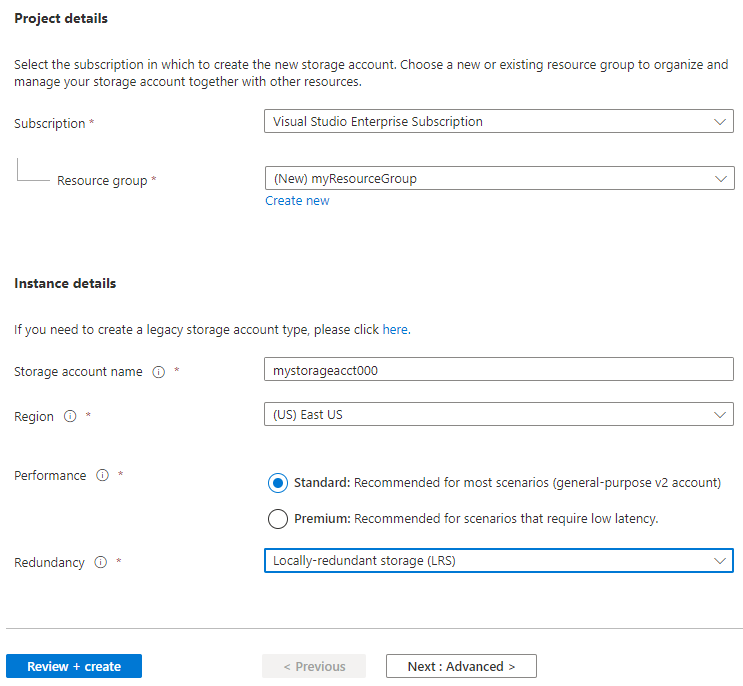 Project details
Select the subscription in which to create the new storage account. Choose a new or existing resource group to organize and
manage your storage account together with other resources.
Subscription *
Visual Studio Enterprise Subscription
Resource group *
(New) myResourceGroup
Create new
Instance details
If you need to create a legacy storage account type, please click here.
Storage account name *
mystorageacct000
Region *
(US) East US
Performance *
Standard: Recommended for most scenarios (general-purpose v2 account)
Premium: Recommended for scenarios that require low latency.
Redundancy *
Locally-redundant storage (LRS)
Review + create
< Previous
Next : Advanced >